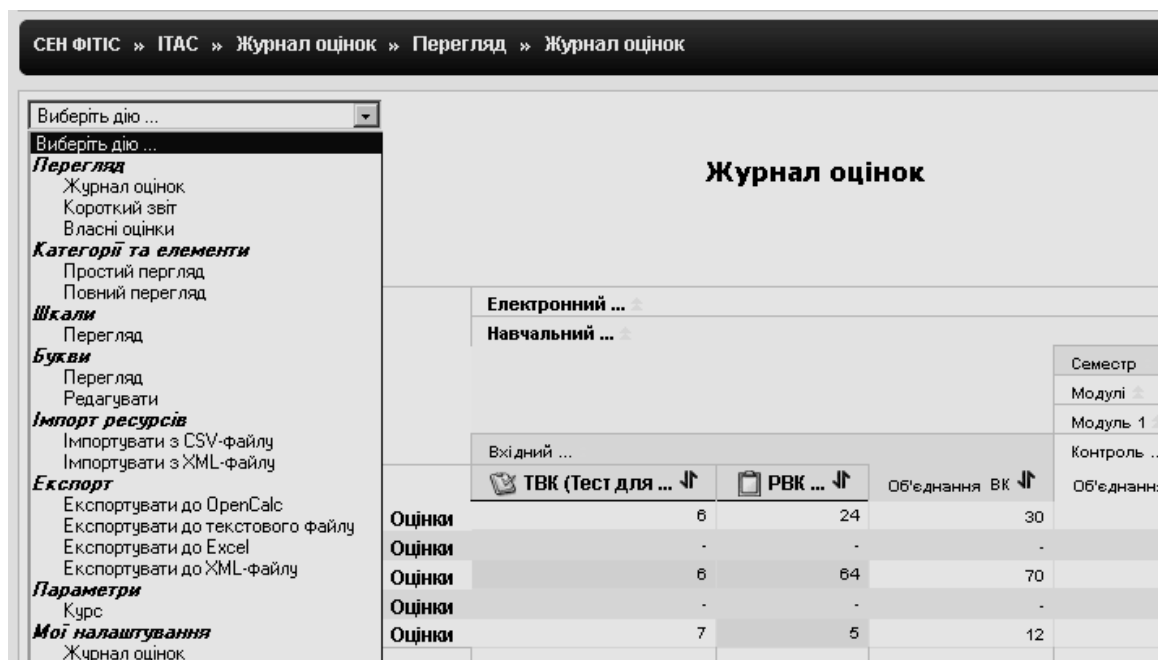 СЕН ФІТІС » ІТАС » Журнал оцінок » Перегляд » Журнал оцінок
Виберіть дію ...
Виберіть дію ...
Перегляд
Журнал оцінок
Короткий звіт
Власні оцінки
Категорії та елементи
Простий пергляд
Повний перегляд
Шкали
Перегляд
Букви
Перегляд
Редагувати
Імпорт ресурсів
Імпортувати з CSV-файлу
Імпортувати з XML-файлу
Експорт
Експортувати до OpenCalc
Експортувати до текстового файлу
Експортувати до Excel
Експортувати до XML-файлу
Параметри
Курс
Мої налаштування
Журнал оцінок
Журнал оцінок
Електронний ...
Навчальний ...
Семестр
Модулі
Модуль 1
Вхідний ... Контроль ..
ТВК (Тест для ... РВК ... Об'єднання ВК Об'єднанн
Оцінки 6 24 30
Оцінки - - -
Оцінки 6 64 70
Оцінки - - -
Оцінки 7 5 12